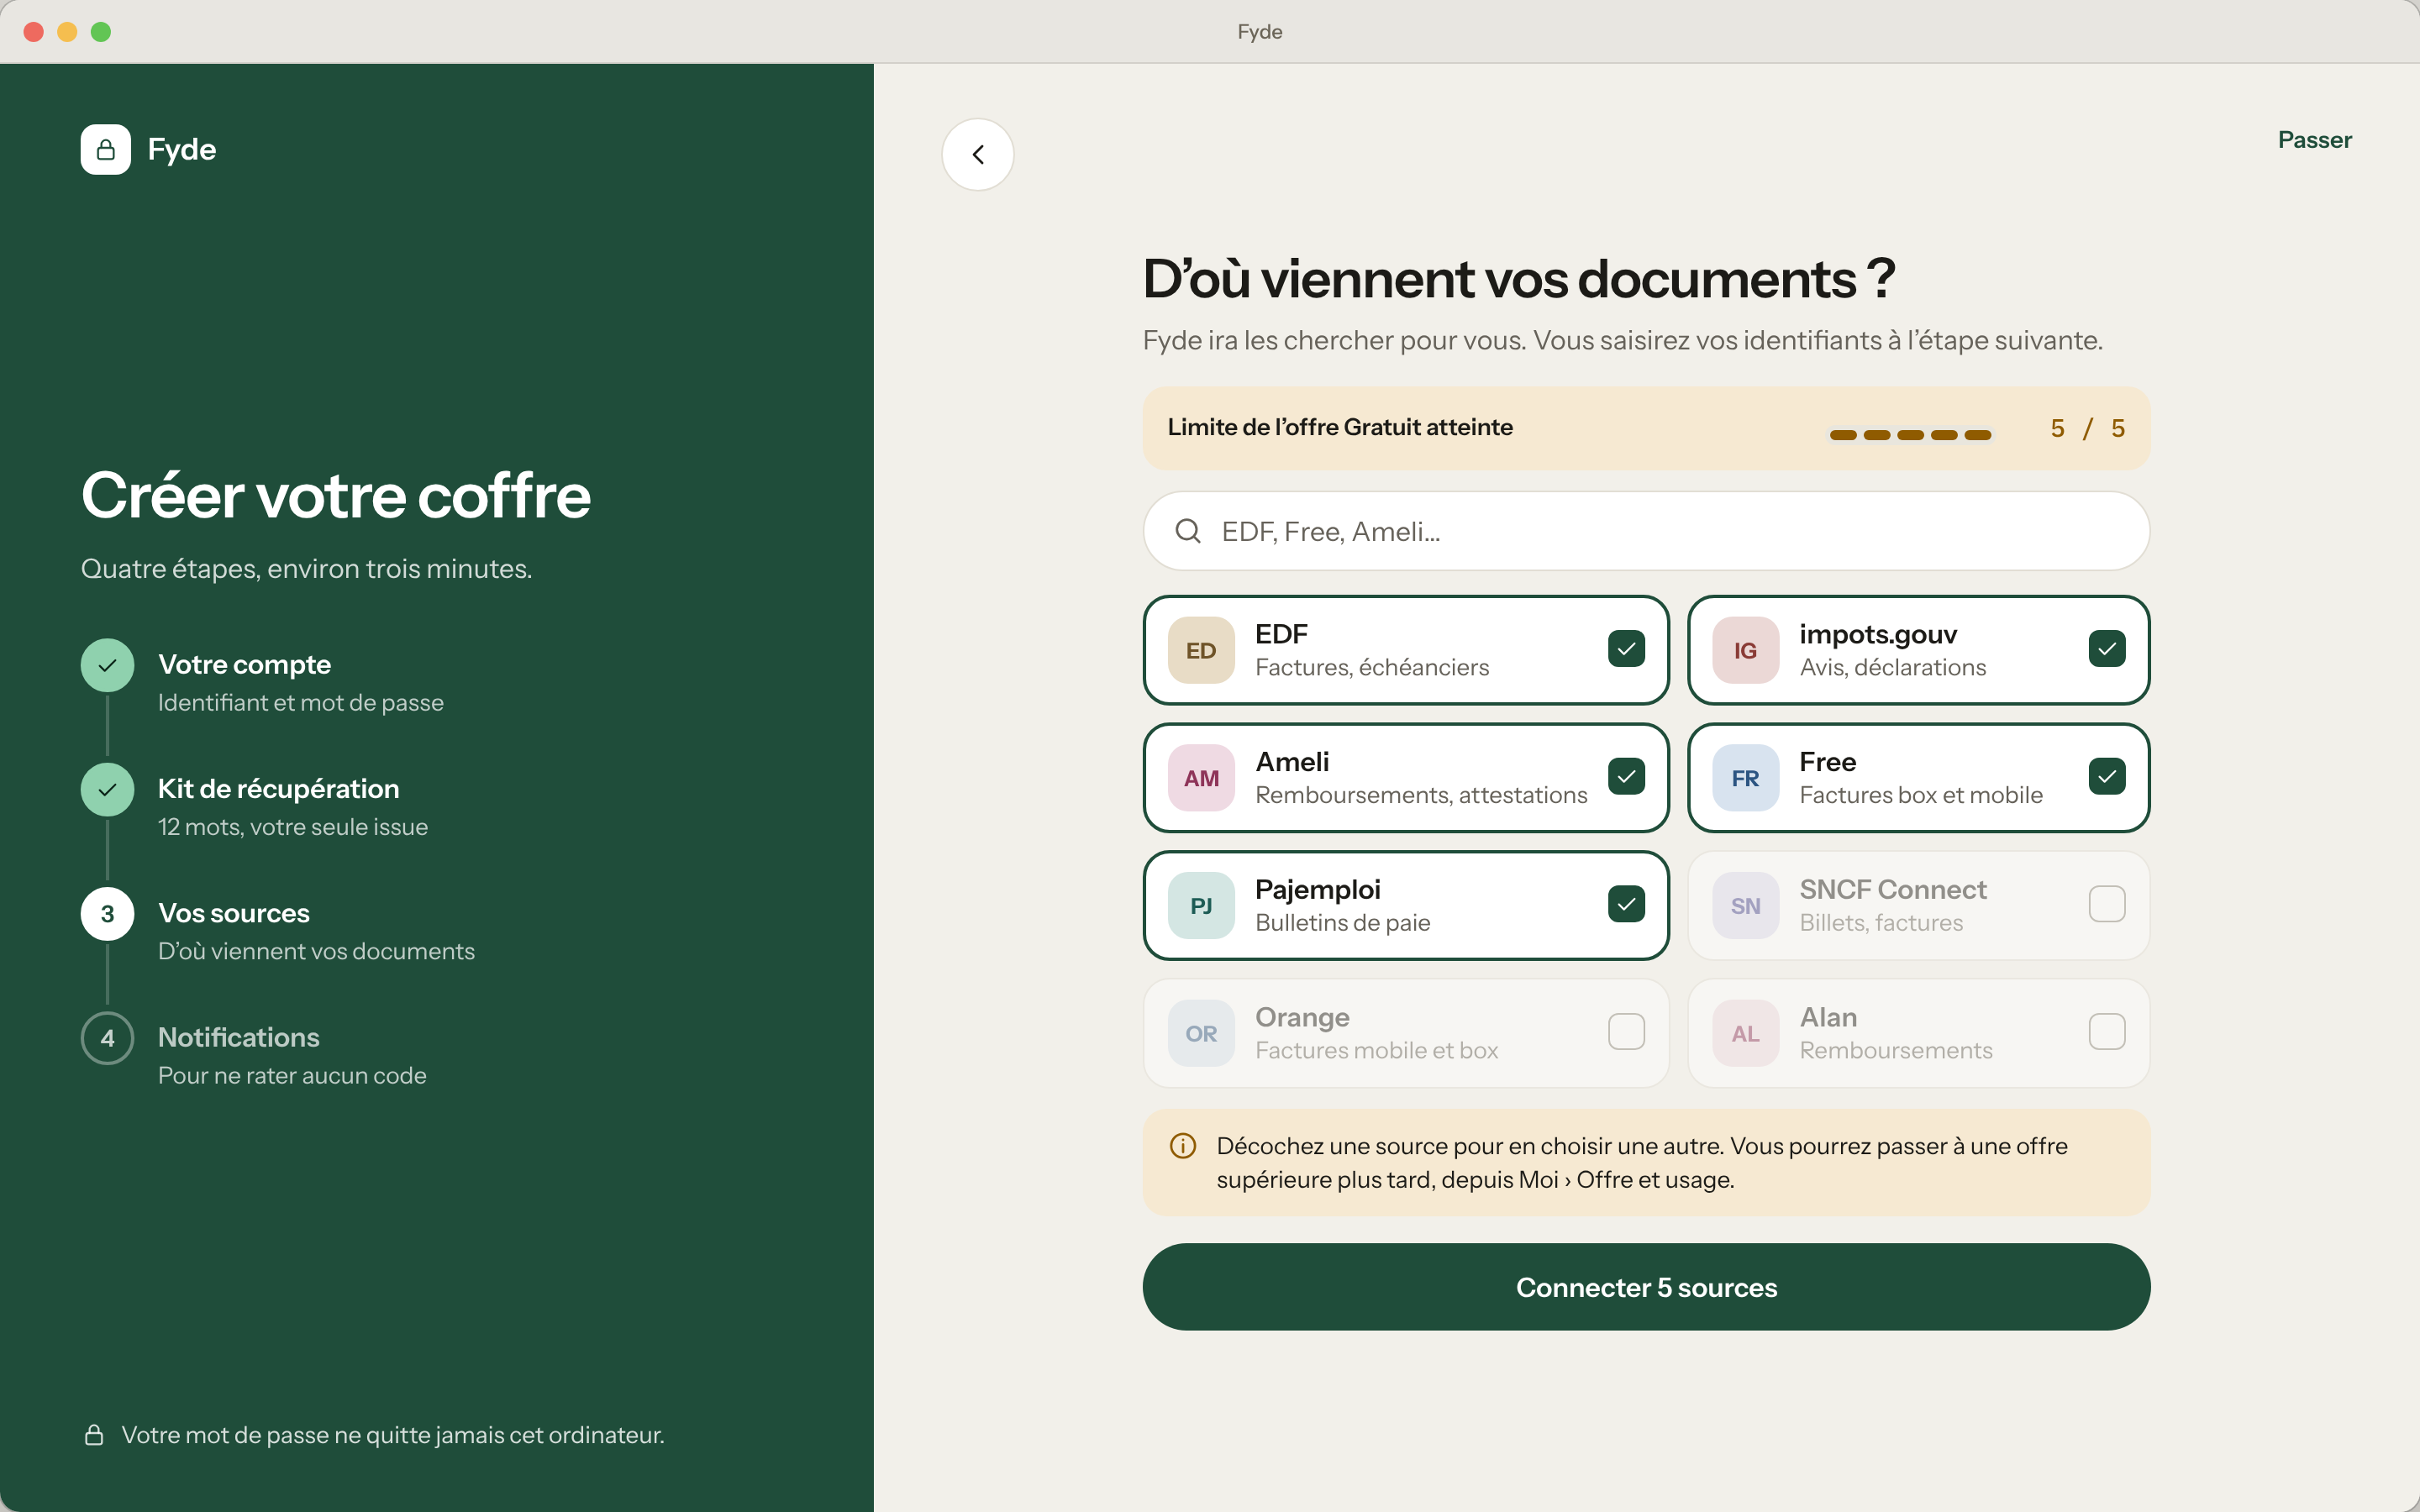 Fyde
Fyde
Créer votre coffre
Quatre étapes, environ trois minutes.
Votre compte
Identifiant et mot de passe
Kit de récupération
12 mots, votre seule issue
3
Vos sources
D’où viennent vos documents
4
Notifications
Pour ne rater aucun code
Votre mot de passe ne quitte jamais cet ordinateur.
Passer
D’où viennent vos documents ?
Fyde ira les chercher pour vous. Vous saisirez vos identifiants à l’étape suivante.
Limite de l’offre Gratuit atteinte
5 / 5
EDF, Free, Ameli…
ED
EDF
Factures, échéanciers
IG
impots.gouv
Avis, déclarations
AM
Ameli
Remboursements, attestations
FR
Free
Factures box et mobile
PJ
Pajemploi
Bulletins de paie
SN
SNCF Connect
Billets, factures
OR
Orange
Factures mobile et box
AL
Alan
Remboursements
Décochez une source pour en choisir une autre. Vous pourrez passer à une offre
supérieure plus tard, depuis Moi › Offre et usage.
Connecter 5 sources